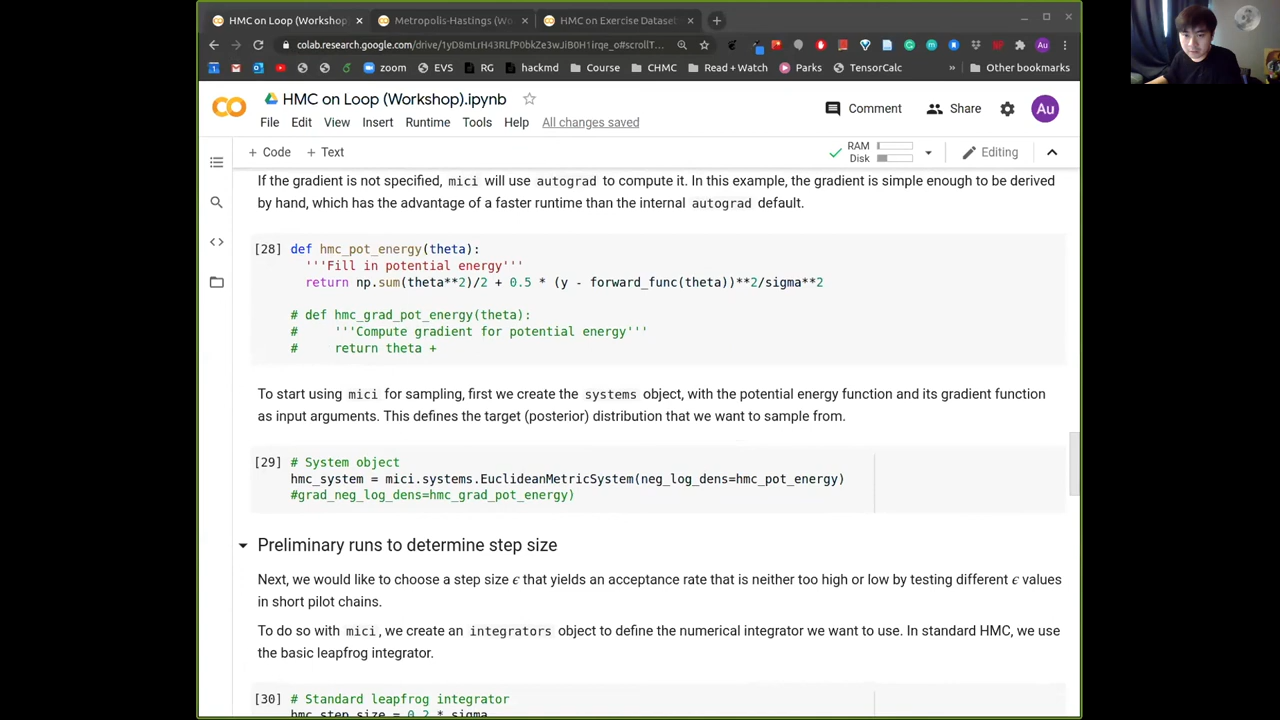 HMC on Loop (Workshop)
Metropolis-Hastings (W
HMC on Exercise Dataset
colab.research.google.com/drive/1yD8mLrH43RLfP0bkZe3wJiB0H1irqe_o#scrollT...
Au
zoom
EVS
RG
hackmd
Course
CHMC
Read + Watch
Parks
TensorCalc
»
Other bookmarks
HMC on Loop (Workshop).ipynb
Comment
Share
Au
File Edit View Insert Runtime Tools Help All changes saved
+ Code + Text
RAM
Disk
Editing
If the gradient is not specified, mici will use autograd to compute it. In this example, the gradient is simple enough to be derived
by hand, which has the advantage of a faster runtime than the internal autograd default.
[28] def hmc_pot_energy(theta):
'''Fill in potential energy'''
return np.sum(theta**2)/2 + 0.5 * (y - forward_func(theta))**2/sigma**2
# def hmc_grad_pot_energy(theta):
# '''Compute gradient for potential energy'''
# return theta +
To start using mici for sampling, first we create the systems object, with the potential energy function and its gradient function
as input arguments. This defines the target (posterior) distribution that we want to sample from.
[29] # System object
hmc_system = mici.systems.EuclideanMetricSystem(neg_log_dens=hmc_pot_energy)
#grad_neg_log_dens=hmc_grad_pot_energy)
Preliminary runs to determine step size
Next, we would like to choose a step size ϵ that yields an acceptance rate that is neither too high or low by testing different ϵ values
in short pilot chains.
To do so with mici, we create an integrators object to define the numerical integrator we want to use. In standard HMC, we use
the basic leapfrog integrator.
[30] # Standard leapfrog integrator
hmc_step_size = 0.2 * sigma